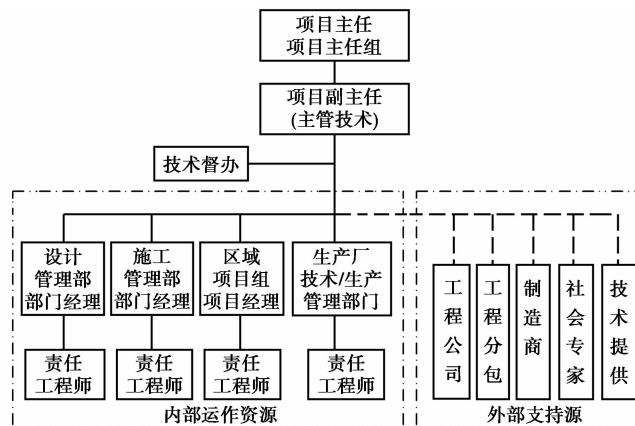 项目主任
项目主任组
项目副主任
(主管技术)
技术督办
设计
管理部
部门经理
施工
管理部
部门经理
区域
项目组
项目经理
生产厂
技术/生产
管理部门
责任
工程师
责任
工程师
责任
工程师
责任
工程师
内部运作资源
工程公司
工程分包
制造商
社会专家
技术提供
外部支持源